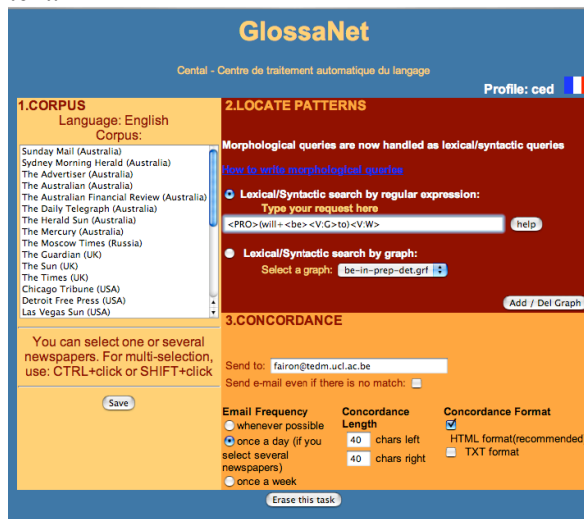 GlossaNet
Cental - Centre de traitement automatique du langage
Profile: ced
1.CORPUS
Language: English
Corpus:
Sunday Mail (Australia)
Sydney Morning Herald (Australia)
The Advertiser (Australia)
The Australian (Australia)
The Australian Financial Review (Australia)
The Daily Telegraph (Australia)
The Herald Sun (Australia)
The Mercury (Australia)
The Moscow Times (Russia)
The Guardian (UK)
The Sun (UK)
The Times (UK)
Chicago Tribune (USA)
Detroit Free Press (USA)
Las Vegas Sun (USA)
You can select one or several
newspapers. For multi-selection,
use: CTRL+click or SHIFT+click
Save
2.LOCATE PATTERNS
Morphological queries are now handled as lexical/syntactic queries
How to write morphological queries
Lexical/Syntactic search by regular expression:
Type your request here
<PRO>(will+<be><V:G>to)<V:W>
help
Lexical/Syntactic search by graph:
Select a graph: be-in-prep-det.grf
Add / Del Graph
3.CONCORDANCE
Send to: fairon@tedm.ucl.ac.be
Send e-mail even if there is no match:
Email Frequency
whenever possible
once a day (if you
select several
newspapers)
once a week
Concordance
Length
40 chars left
40 chars right
Concordance Format
HTML format(recommended
TXT format
Erase this task